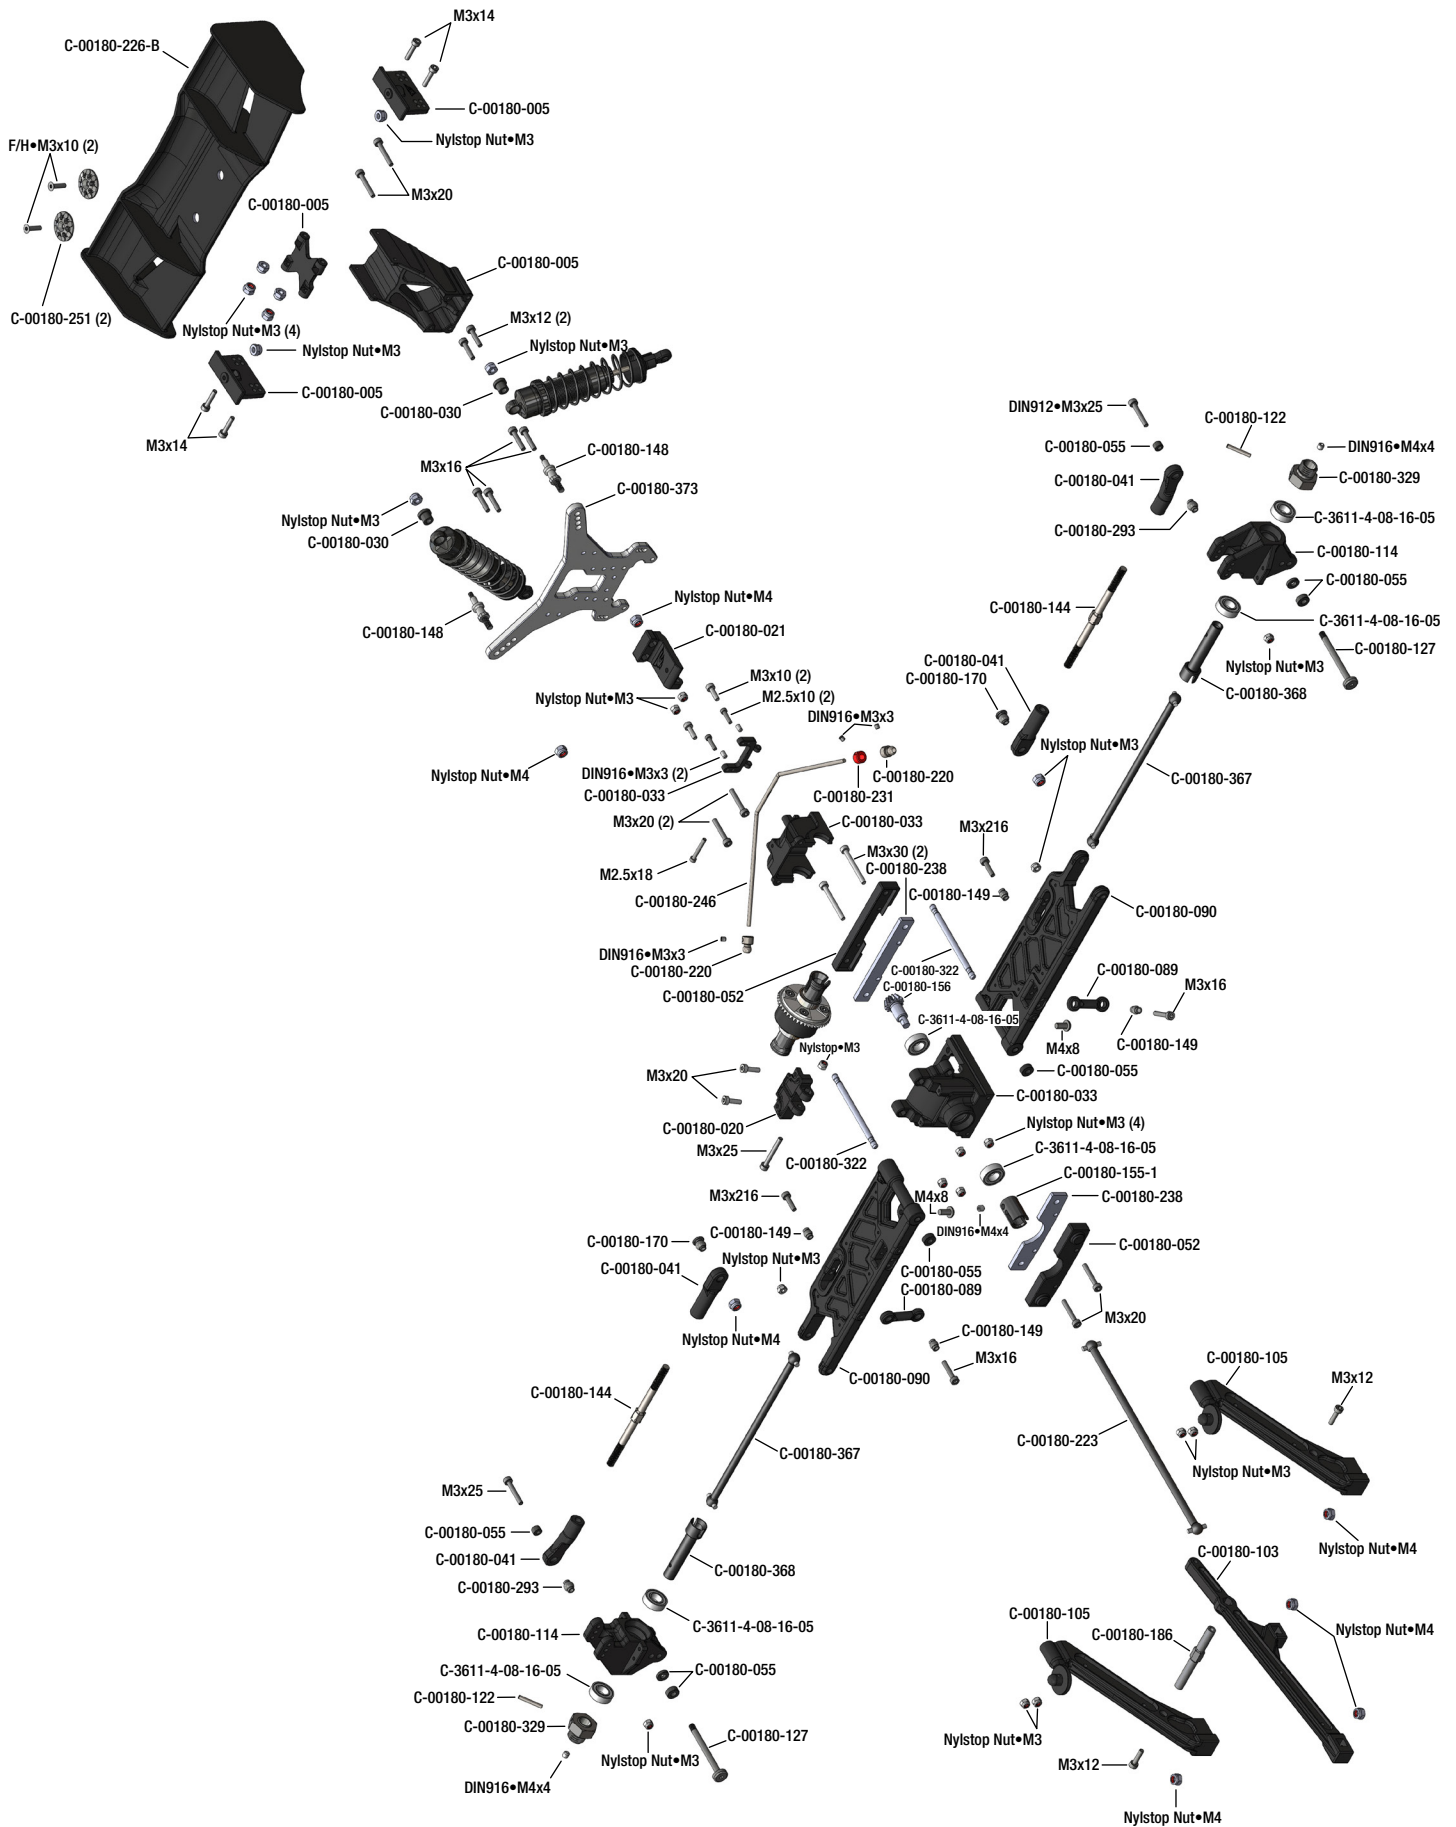 M3x14
C-00180-226-B
C-00180-005
Nylstop Nut•M3
F/H•M3x10 (2)
M3x20
C-00180-005
C-00180-005
C-00180-251 (2)
M3x12 (2)
Nylstop Nut•M3 (4)
Nylstop Nut•M3
Nylstop Nut•M3
C-00180-005
C-00180-030
M3x14
DIN912•M3x25
C-00180-122
C-00180-055
DIN916•M4x4
C-00180-148
M3x16
C-00180-041
C-00180-329
C-00180-373
Nylstop Nut•M3
C-3611-4-08-16-05
C-00180-293
C-00180-030
C-00180-114
C-00180-055
Nylstop Nut•M4
C-00180-144
C-3611-4-08-16-05
C-00180-148
C-00180-021
C-00180-127
C-00180-041
Nylstop Nut•M3
M3x10 (2)
C-00180-170
C-00180-368
Nylstop Nut•M3
M2.5x10 (2)
DIN916•M3x3
Nylstop Nut•M3
Nylstop Nut•M4
DIN916•M3x3 (2)
C-00180-220
C-00180-367
C-00180-033
C-00180-231
M3x20 (2)
C-00180-033
M3x216
M3x30 (2)
M2.5x18
C-00180-238
C-00180-149
C-00180-246
C-00180-090
DIN916•M3x3
C-00180-220
C-00180-322
C-00180-089
C-00180-156
M3x16
C-00180-052
C-3611-4-08-16-05
C-00180-149
Nylstop•M3
M4x8
C-00180-055
M3x20
C-00180-033
C-00180-020
Nylstop Nut•M3 (4)
M3x25
C-3611-4-08-16-05
C-00180-322
C-00180-155-1
M3x216
M4x8
C-00180-238
C-00180-149
DIN916•M4x4
C-00180-170
C-00180-052
Nylstop Nut•M3
C-00180-041
C-00180-055
C-00180-089
M3x20
Nylstop Nut•M4
C-00180-149
M3x16
C-00180-105
C-00180-090
M3x12
C-00180-144
C-00180-223
C-00180-367
Nylstop Nut•M3
M3x25
C-00180-055
Nylstop Nut•M4
C-00180-041
C-00180-103
C-00180-368
C-00180-293
C-00180-105
C-3611-4-08-16-05
C-00180-186
Nylstop Nut•M4
C-00180-114
C-3611-4-08-16-05
C-00180-055
C-00180-122
C-00180-329
C-00180-127
Nylstop Nut•M3
Nylstop Nut•M3
M3x12
DIN916•M4x4
Nylstop Nut•M4